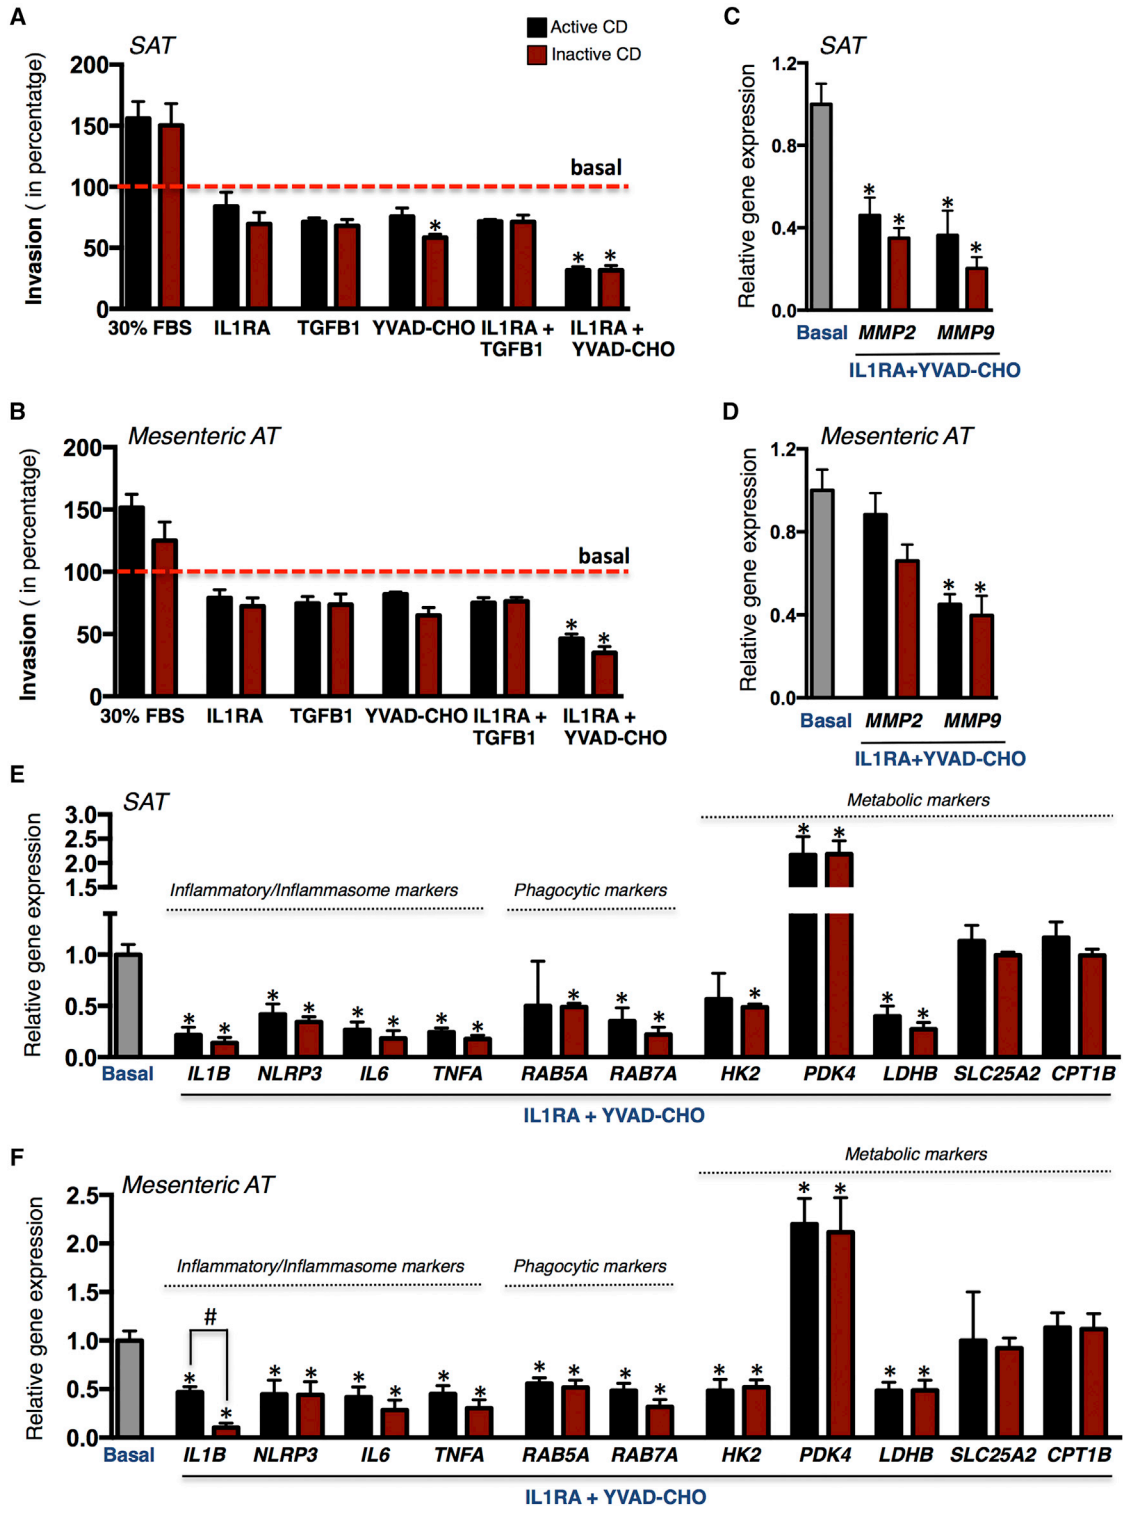 A
SAT
Active CD
Inactive CD
Invasion ( in percentatge)
200
150
100
50
0
basal
*
* *
30% FBS IL1RA TGFB1 YVAD-CHO IL1RA + IL1RA +
TGFB1 YVAD-CHO
C
SAT
Relative gene expression
1.2
0.8
0.4
0.0
* * * *
Basal MMP2 MMP9
IL1RA+YVAD-CHO
B
Mesenteric AT
Invasion ( in percentatge)
200
150
100
50
0
basal
* *
30% FBS IL1RA TGFB1 YVAD-CHO IL1RA + IL1RA +
TGFB1 YVAD-CHO
D
Mesenteric AT
Relative gene expression
1.2
0.8
0.4
0.0
* *
Basal MMP2 MMP9
IL1RA+YVAD-CHO
E
SAT
Relative gene expression
3.0
2.5
2.0
1.5
1.0
0.5
0.0
Metabolic markers
Inflammatory/Inflammasome markers
Phagocytic markers
* * * * * * * * * * * * * * * *
Basal IL1B NLRP3 IL6 TNFA RAB5A RAB7A HK2 PDK4 LDHB SLC25A2 CPT1B
IL1RA + YVAD-CHO
F
Mesenteric AT
Relative gene expression
2.5
2.0
1.5
1.0
0.5
0.0
Metabolic markers
Inflammatory/Inflammasome markers
Phagocytic markers
#
* * * * * * * * * * * * * * * * * *
Basal IL1B NLRP3 IL6 TNFA RAB5A RAB7A HK2 PDK4 LDHB SLC25A2 CPT1B
IL1RA + YVAD-CHO